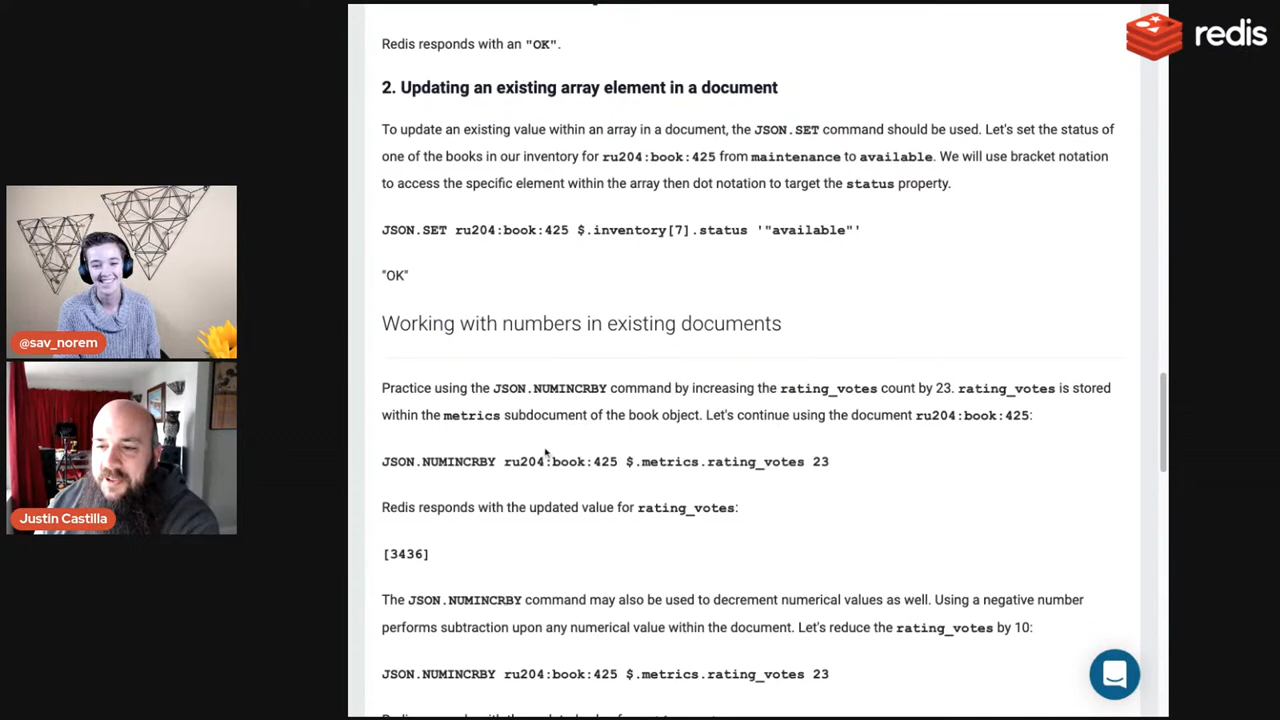 redis
Redis responds with an "OK".
2. Updating an existing array element in a document
To update an existing value within an array in a document, the JSON.SET command should be used. Let's set the status of
one of the books in our inventory for ru204:book:425 from maintenance to available. We will use bracket notation
to access the specific element within the array then dot notation to target the status property.
JSON.SET ru204:book:425 $.inventory[7].status '"available"'
"OK"
Working with numbers in existing documents
Practice using the JSON.NUMINCRBY command by increasing the rating_votes count by 23. rating_votes is stored
within the metrics subdocument of the book object. Let's continue using the document ru204:book:425:
JSON.NUMINCRBY ru204:book:425 $.metrics.rating_votes 23
Redis responds with the updated value for rating_votes:
[3436]
The JSON.NUMINCRBY command may also be used to decrement numerical values as well. Using a negative number
performs subtraction upon any numerical value within the document. Let's reduce the rating_votes by 10:
JSON.NUMINCRBY ru204:book:425 $.metrics.rating_votes 23
@sav_norem
Justin Castilla